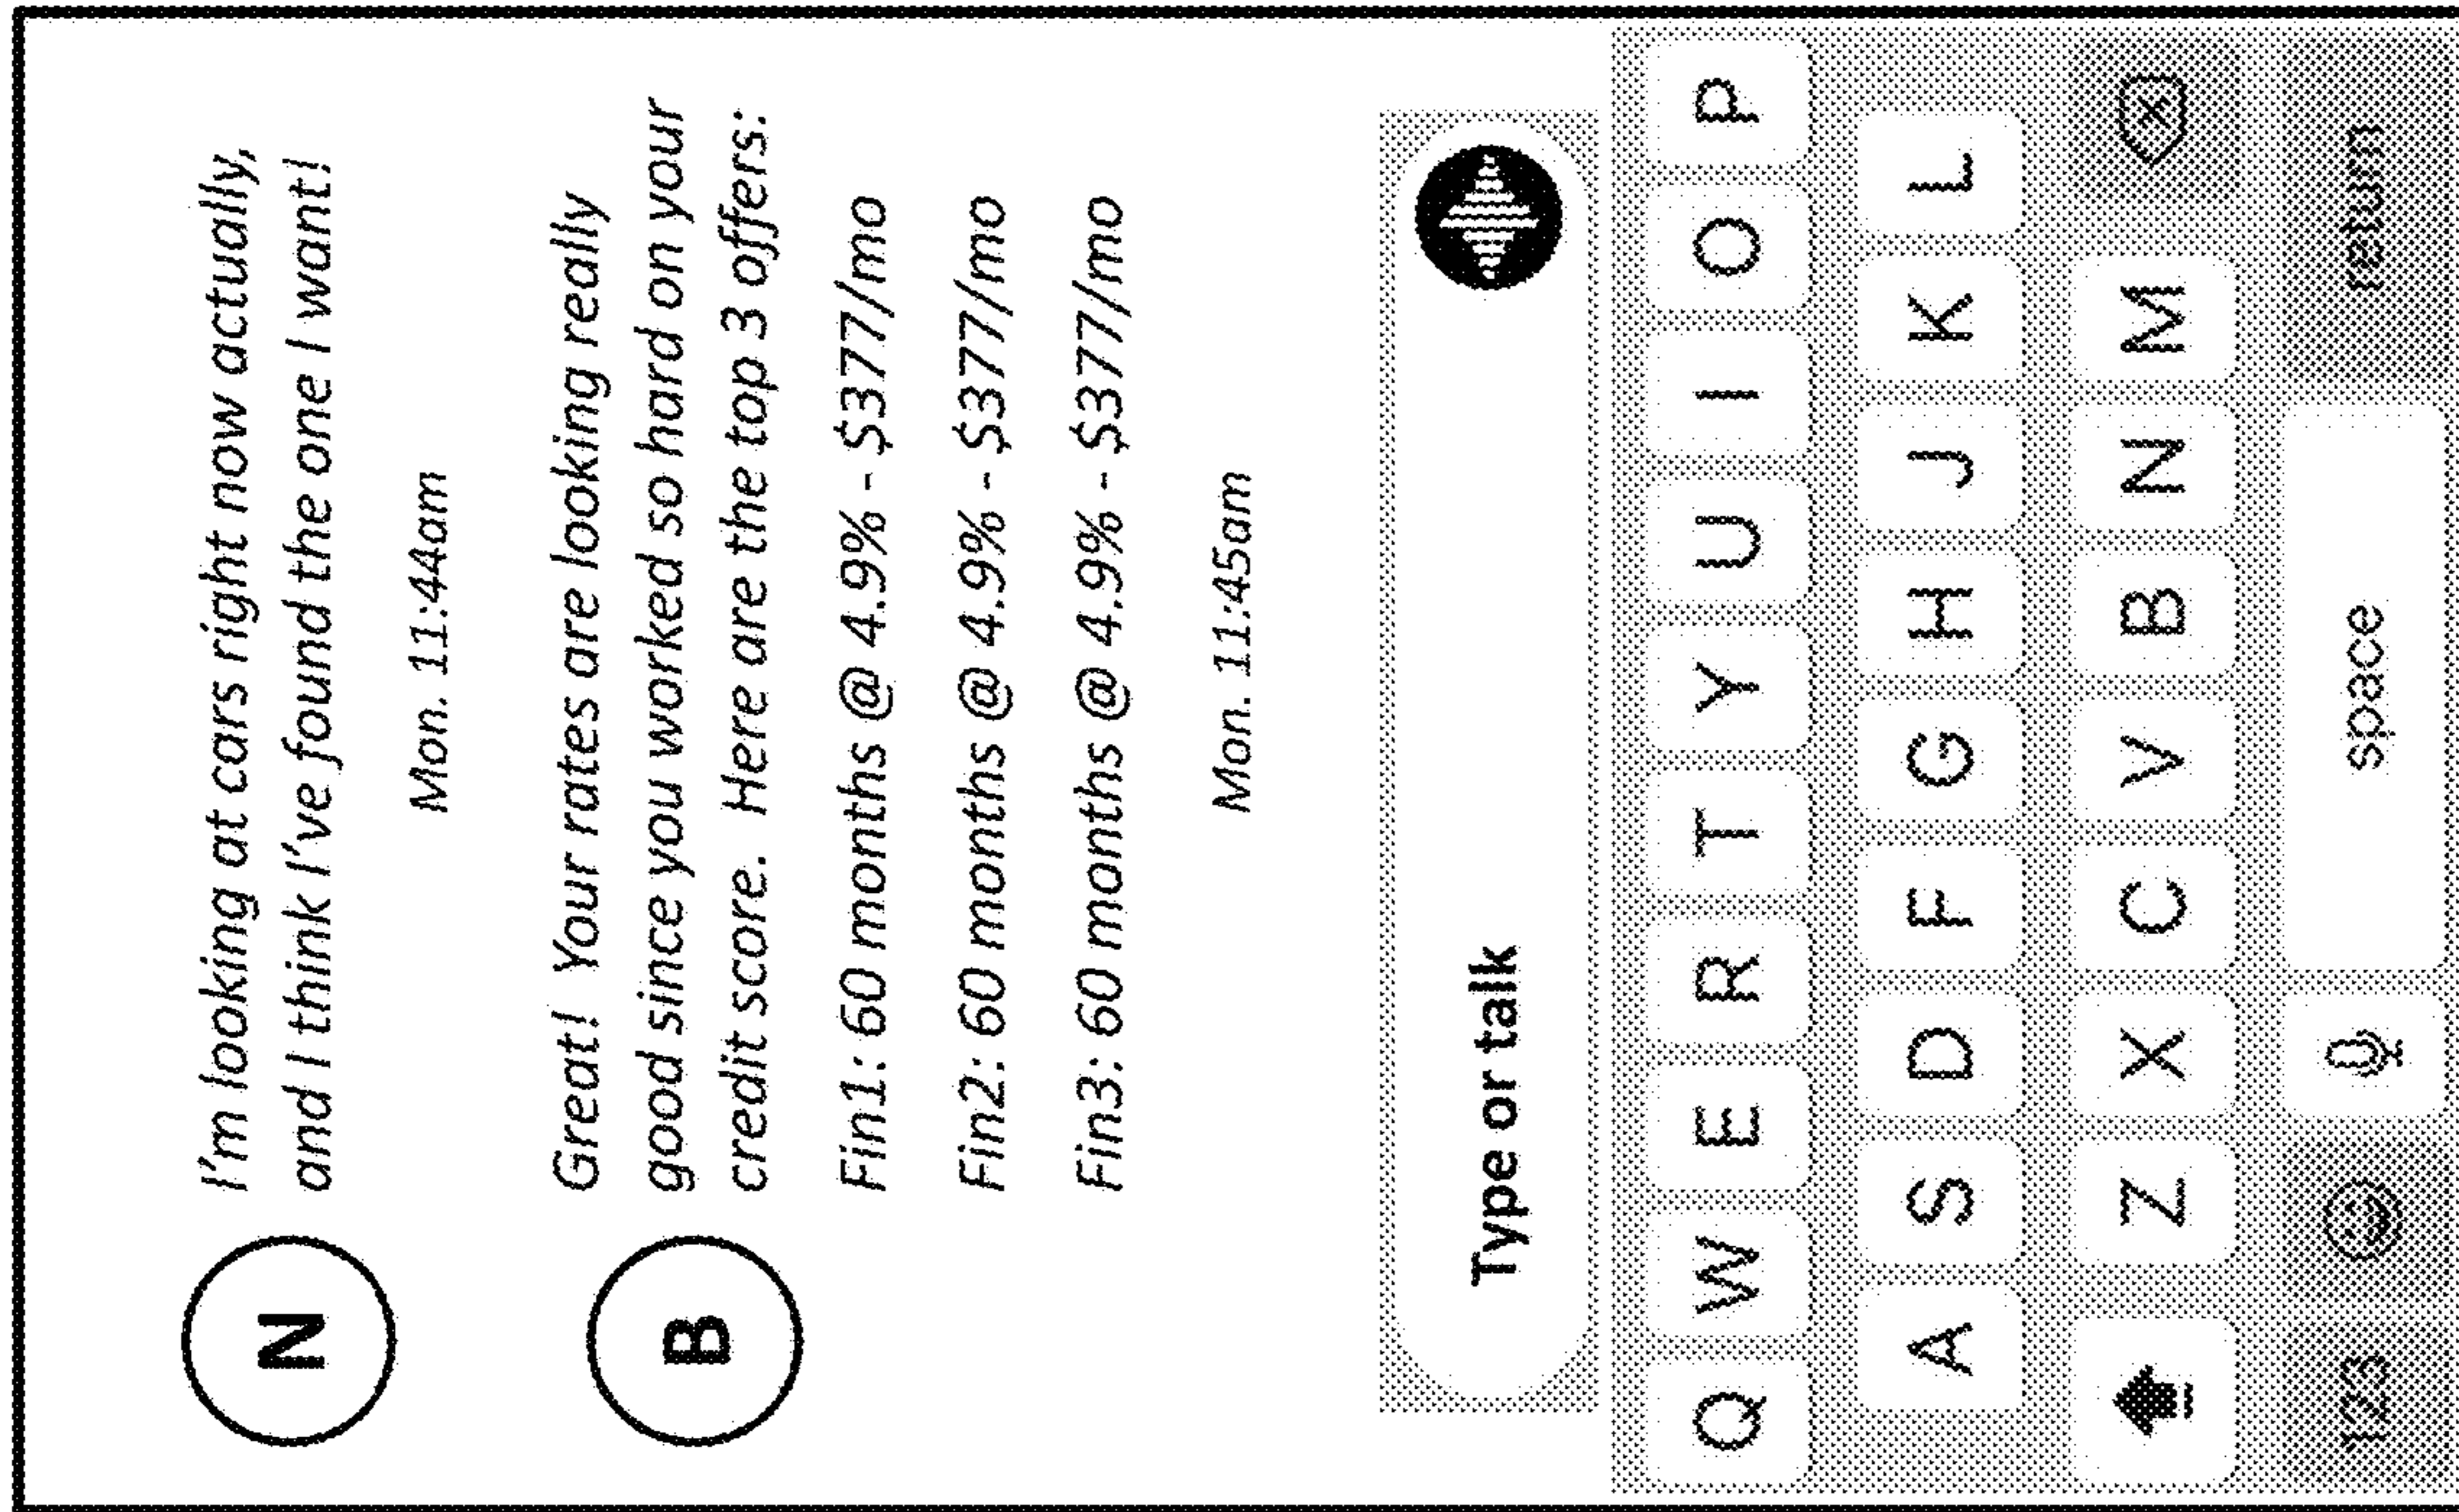 N
I'm looking at cars right now actually,
and I think I've found the one I want!
Mon. 11:44am
B
Great!  Your rates are looking really
good since you worked so hard on your
credit score.  Here are the top 3 offers:
Fin1: 60 months @ 4.9% - $377/mo
Fin2: 60 months @ 4.9% - $377/mo
Fin3: 60 months @ 4.9% - $377/mo
Mon. 11:45am
Type or talk
Q W E R T Y U I O P
A S D F G H J K L
Z X C V B N M
123 space return